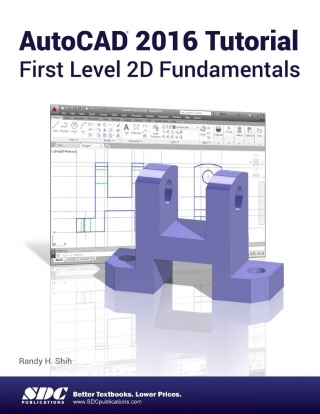 AutoCAD® 2016 Tutorial
First Level 2D Fundamentals
Randy H. Shih
SDC
PUBLICATIONS
Better Textbooks. Lower Prices.
www.SDCpublications.com